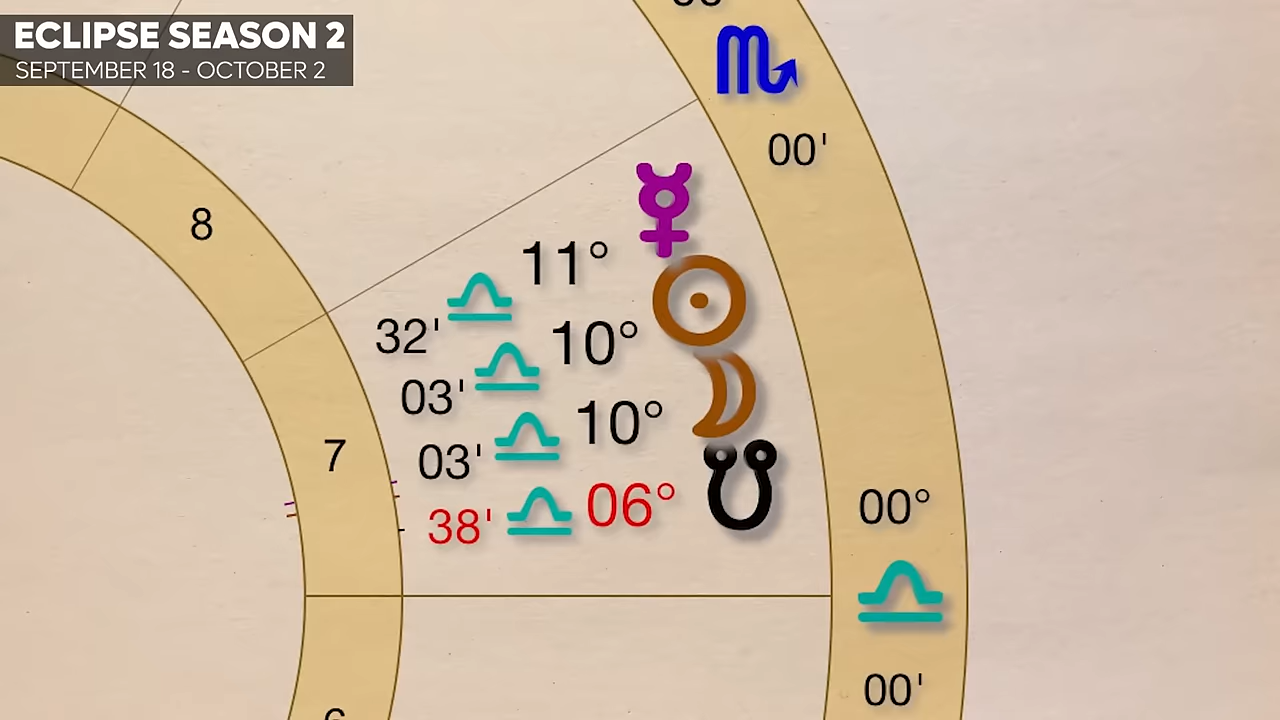 ECLIPSE SEASON 2
SEPTEMBER 18 - OCTOBER 2
♏
00'
8
☿
11° ♎ 32'
☉
10° ♎ 03'
☽
10° ♎ 03'
☋
06° ♎ 38'
7
00°
♎
00'